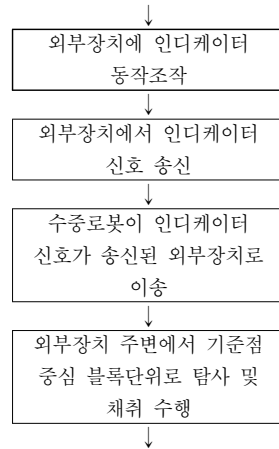 외부장치에 인디케이터
동작조작
외부장치에서 인디케이터
신호 송신
수중로봇이 인디케이터
신호가 송신된 외부장치로
이송
외부장치 주변에서 기준점
중심 블록단위로 탐사 및
채취 수행